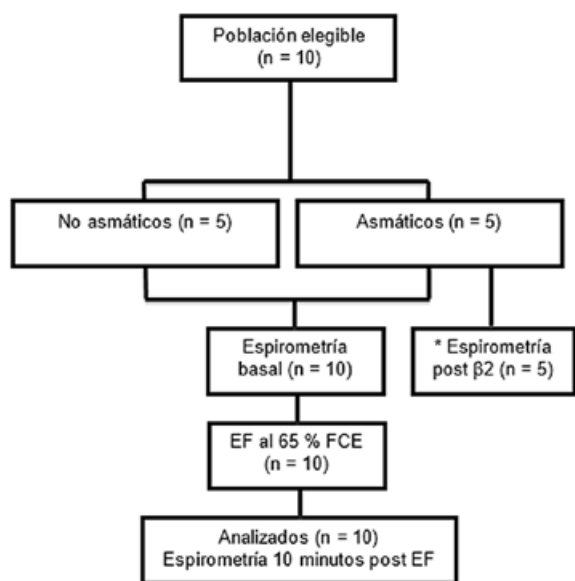 Población elegible
(n = 10)
No asmáticos (n = 5)
Asmáticos (n = 5)
Espirometría
basal (n = 10)
* Espirometría
post β2 (n = 5)
EF al 65 % FCE
(n = 10)
Analizados (n = 10)
Espirometría 10 minutos post EF